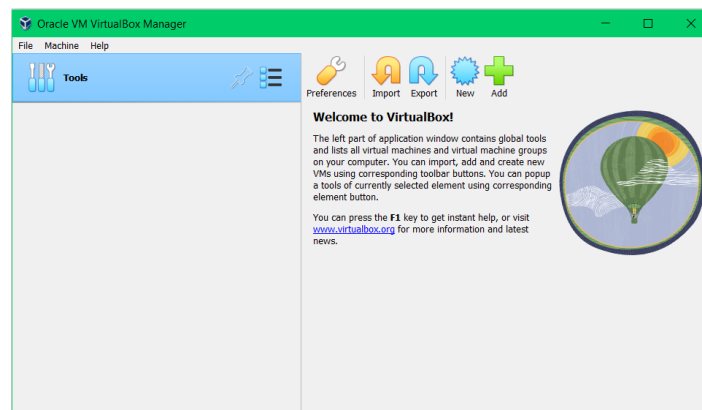 Oracle VM VirtualBox Manager
File Machine Help
Tools
Preferences Import Export New Add
Welcome to VirtualBox!
The left part of application window contains global tools
and lists all virtual machines and virtual machine groups
on your computer. You can import, add and create new
VMs using corresponding toolbar buttons. You can popup
a tools of currently selected element using corresponding
element button.
You can press the F1 key to get instant help, or visit
www.virtualbox.org for more information and latest
news.